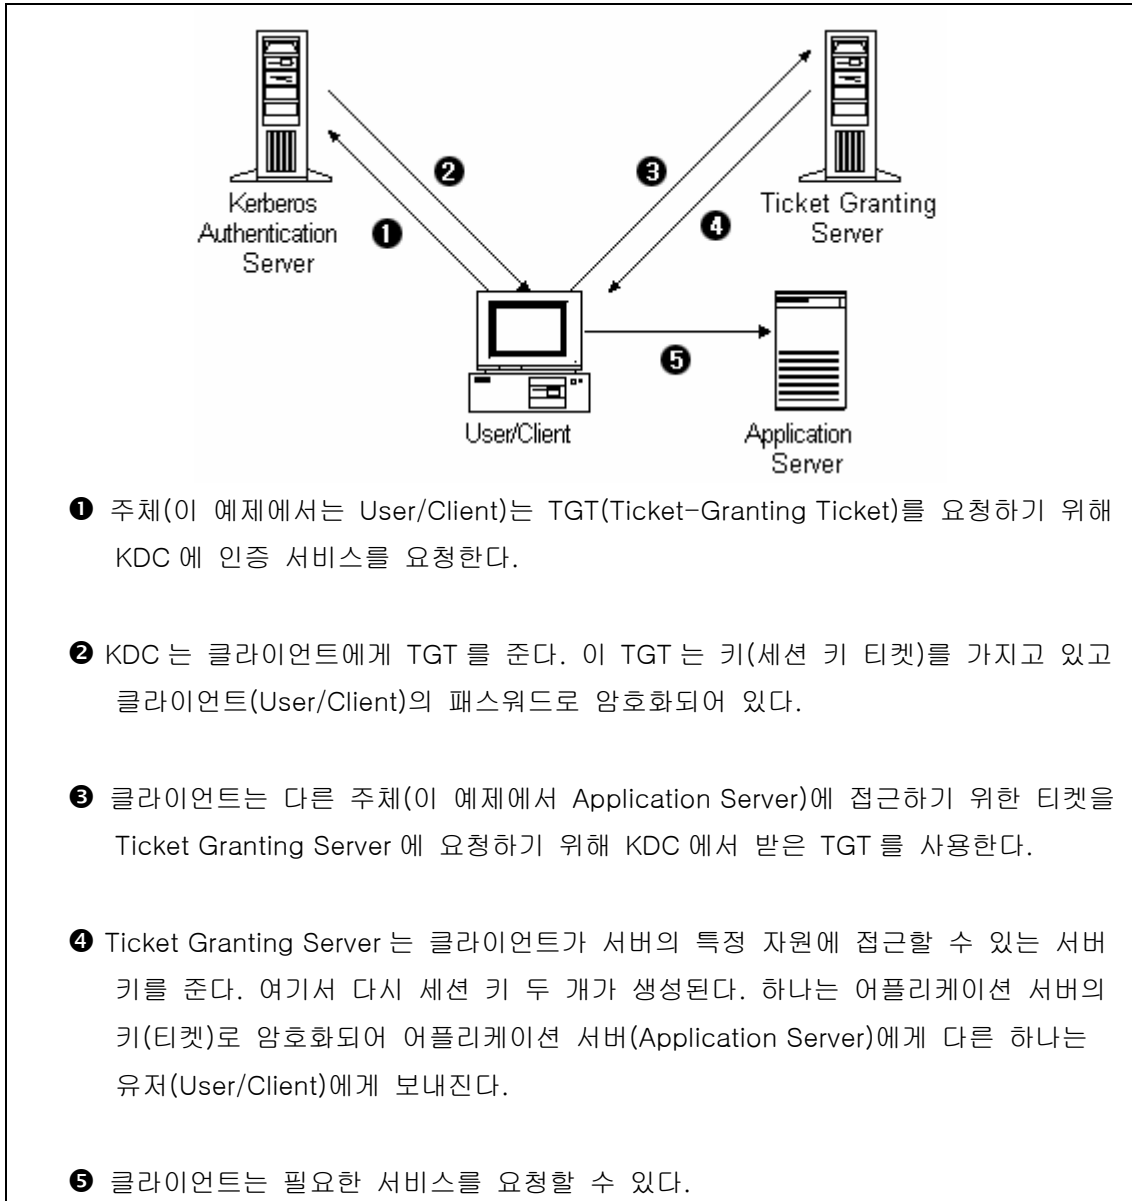 Kerberos
Authentication
Server
❷
❶
❸
❹
Ticket Granting
Server
❺
User/Client
Application
Server
❶ 주체(이 예제에서는 User/Client)는 TGT(Ticket-Granting Ticket)를 요청하기 위해
KDC 에 인증 서비스를 요청한다.
❷ KDC 는 클라이언트에게 TGT 를 준다. 이 TGT 는 키(세션 키 티켓)를 가지고 있고
클라이언트(User/Client)의 패스워드로 암호화되어 있다.
❸ 클라이언트는 다른 주체(이 예제에서 Application Server)에 접근하기 위한 티켓을
Ticket Granting Server 에 요청하기 위해 KDC 에서 받은 TGT 를 사용한다.
❹ Ticket Granting Server 는 클라이언트가 서버의 특정 자원에 접근할 수 있는 서버
키를 준다. 여기서 다시 세션 키 두 개가 생성된다. 하나는 어플리케이션 서버의
키(티켓)로 암호화되어 어플리케이션 서버(Application Server)에게 다른 하나는
유저(User/Client)에게 보내진다.
❺ 클라이언트는 필요한 서비스를 요청할 수 있다.